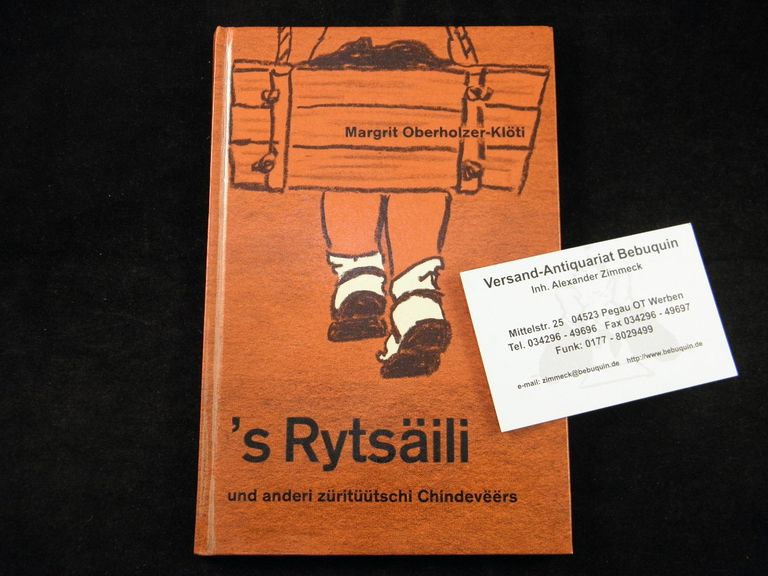 Margrit Oberholzer-Klöti
's Rytsäili
und anderi züritüütschi Chindevëërs
Versand-Antiquariat Bebuquin
Inh. Alexander Zimmeck
Mittelstr. 25 04523 Pegau OT Werben
Tel. 034296 - 49696 Fax 034296 - 49697
Funk: 0177 - 8029499
e-mail: zimmeck@bebuquin.de http://www.bebuquin.de